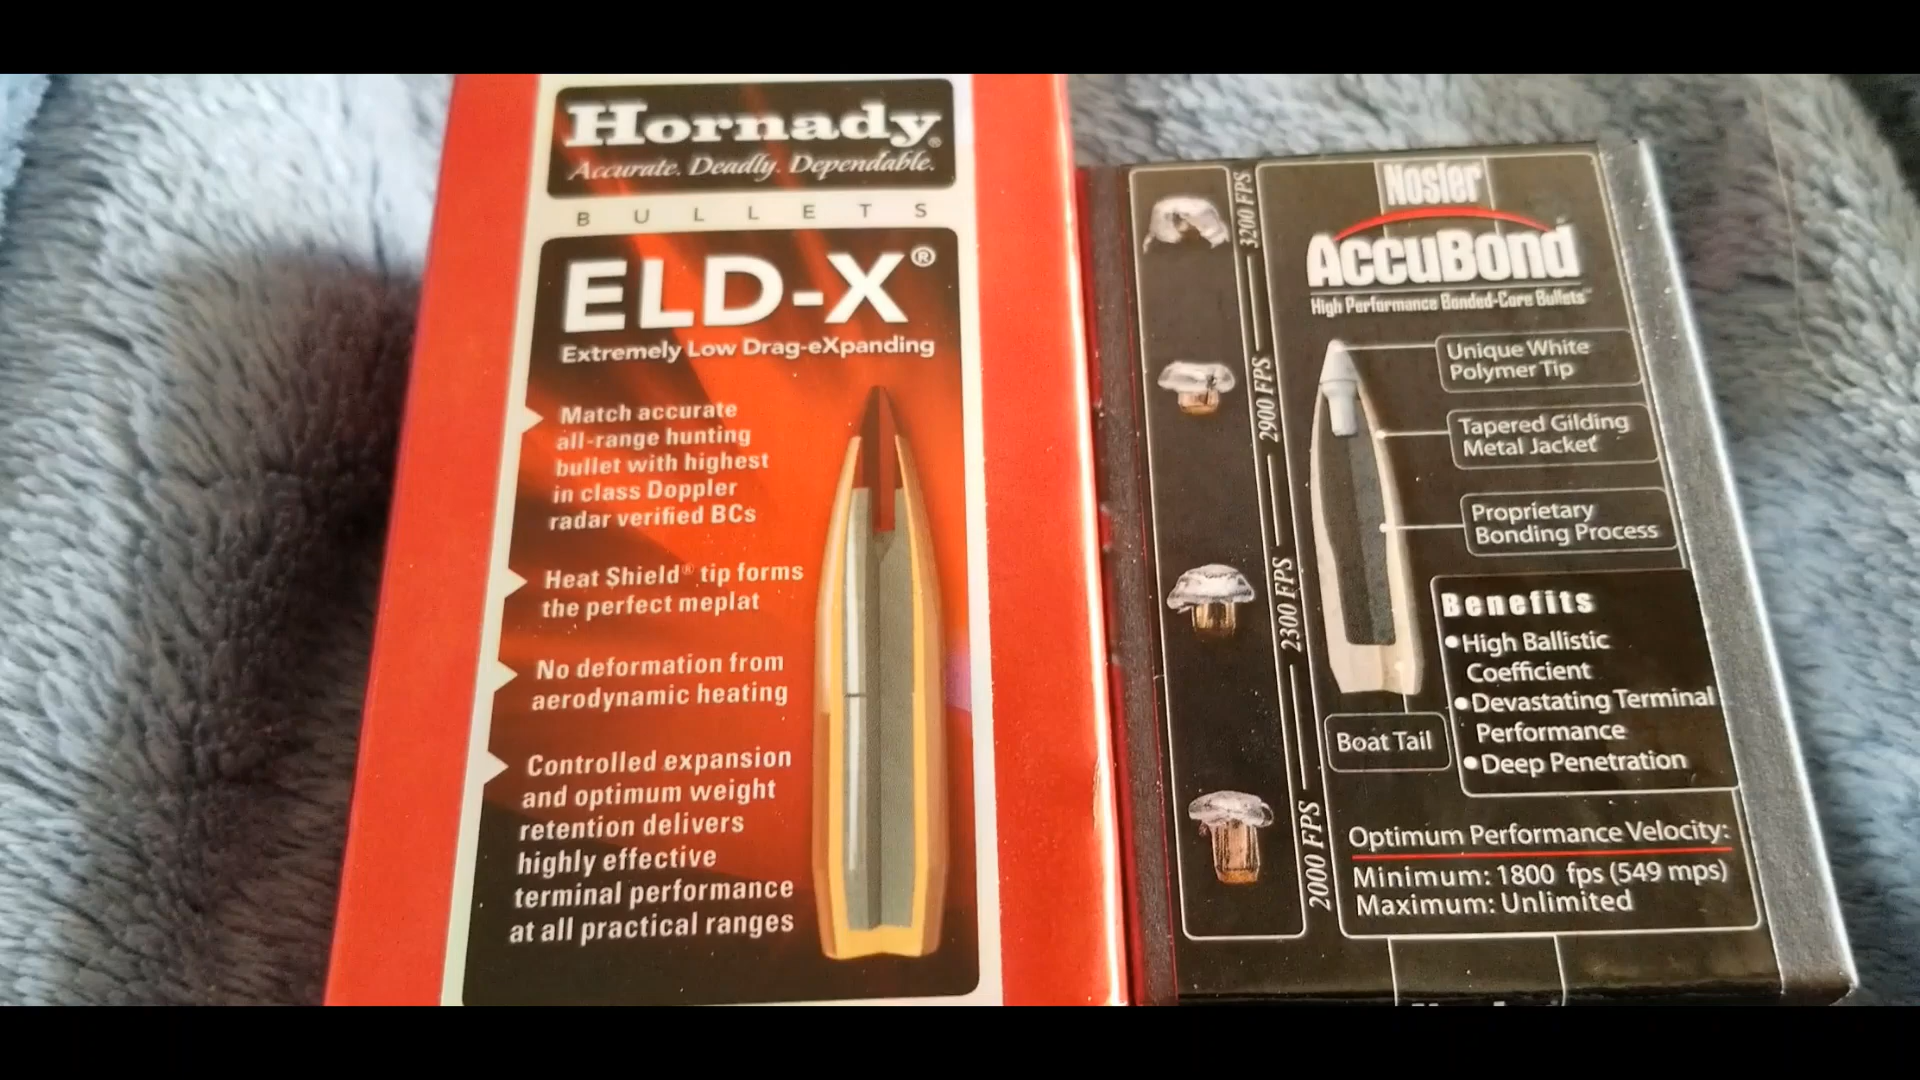 Hornady®
Accurate. Deadly. Dependable.
BULLETS
ELD-X®
Extremely Low Drag-eXpanding
Match accurate
all-range hunting
bullet with highest
in class Doppler
radar verified BCs
Heat Shield® tip forms
the perfect meplat
No deformation from
aerodynamic heating
Controlled expansion
and optimum weight
retention delivers
highly effective
terminal performance
at all practical ranges
3200 FPS
2900 FPS
2300 FPS
2000 FPS
Nosler
AccuBond®
High Performance Bonded-Core Bullets™
Unique White
Polymer Tip
Tapered Gilding
Metal Jacket
Proprietary
Bonding Process
Boat Tail
Benefits
•High Ballistic
Coefficient
•Devastating Terminal
Performance
•Deep Penetration
Optimum Performance Velocity:
Minimum: 1800 fps (549 mps)
Maximum: Unlimited